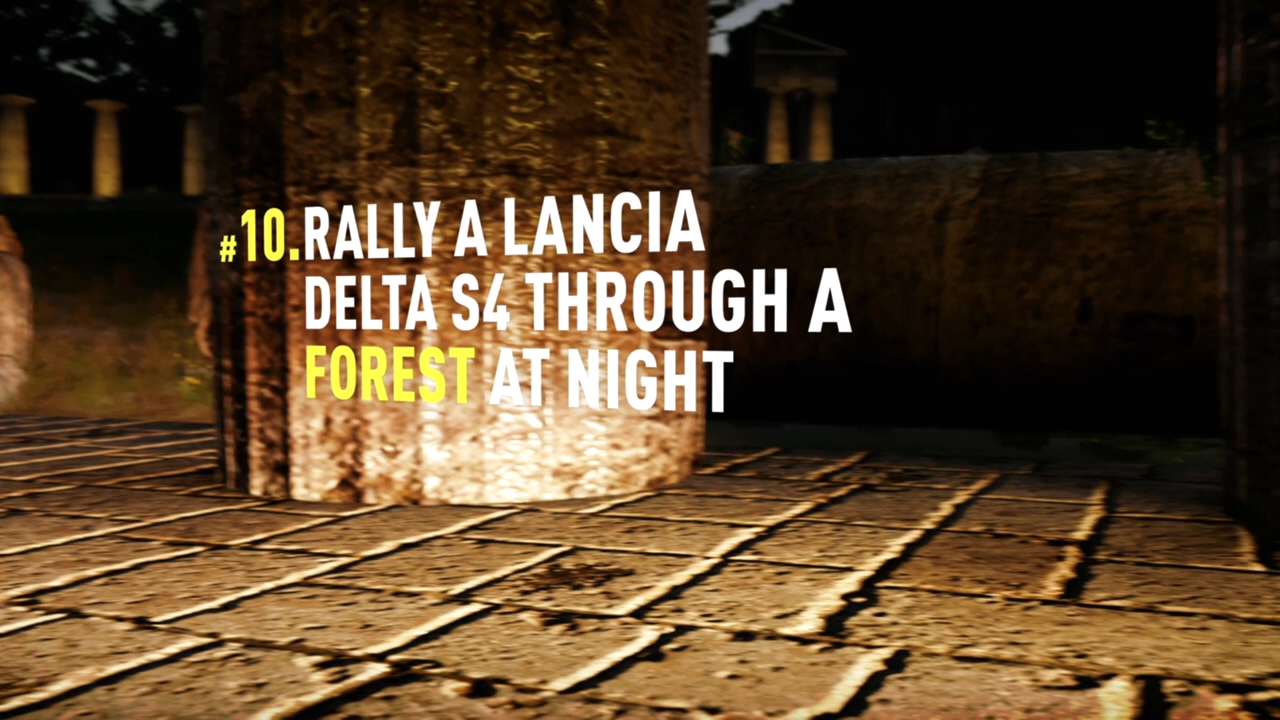 #10. RALLY A LANCIA
DELTA S4 THROUGH A
FOREST AT NIGHT